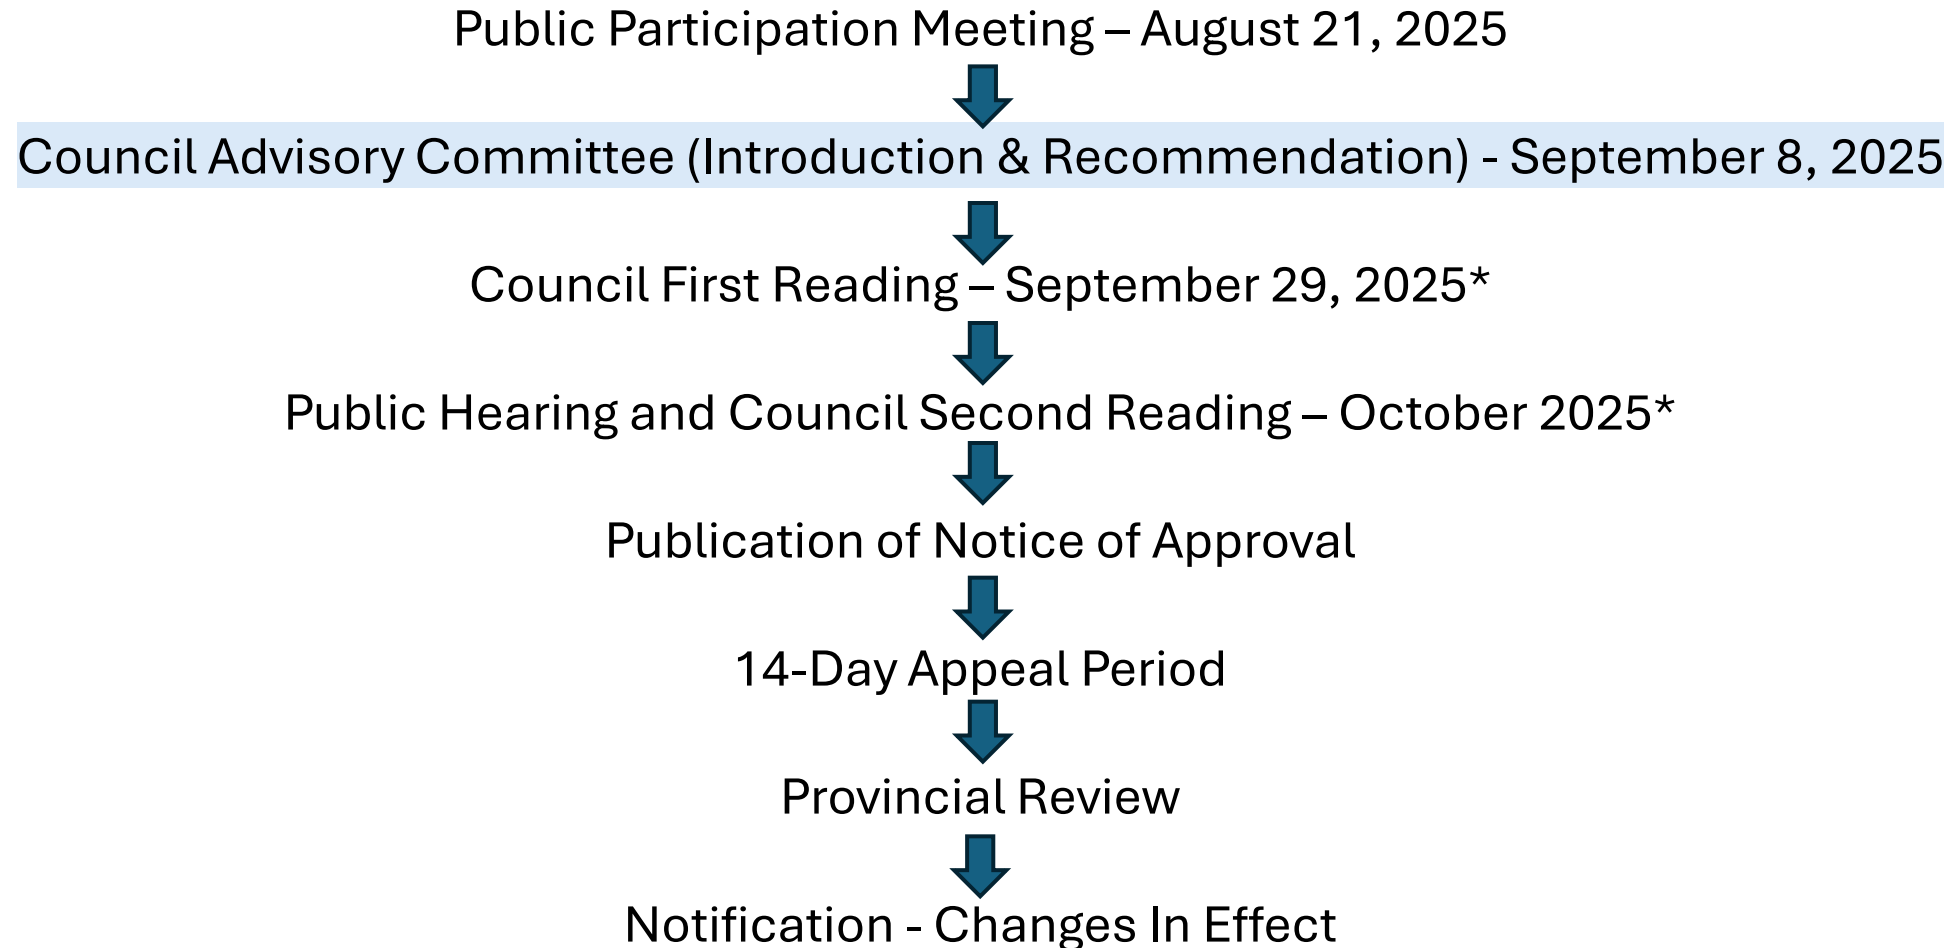 Public Participation Meeting – August 21, 2025
Council Advisory Committee (Introduction & Recommendation) - September 8, 2025
Council First Reading – September 29, 2025*
Public Hearing and Council Second Reading – October 2025*
Publication of Notice of Approval
14-Day Appeal Period
Provincial Review
Notification - Changes In Effect